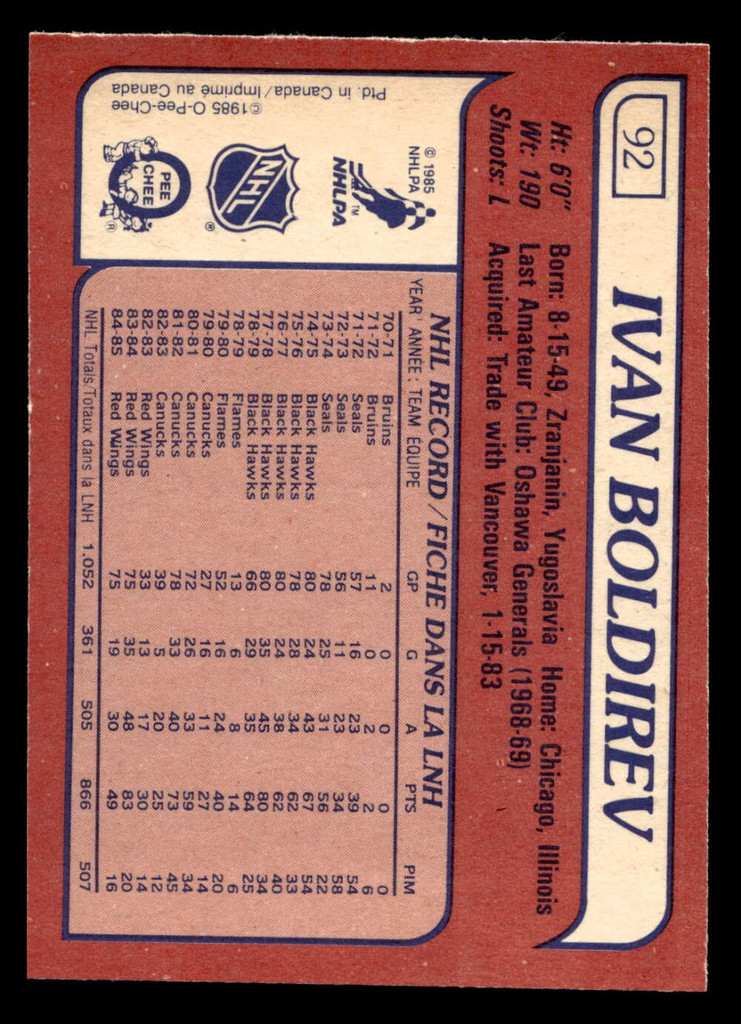 92
IVAN BOLDIREV
Ht: 6'0" Born: 8-15-49, Zranjanin, Yugoslavia Home: Chicago, Illinois
Wt: 190 Last Amateur Club: Oshawa Generals (1968-69)
Shoots: L Acquired: Trade with Vancouver, 1-15-83
© 1985
NHLPA
NHLPA™
NHL ®
O PEE CHEE ®
©1985 O-Pee-Chee
Ptd. in Canada/Imprimé au Canada
NHL RECORD / FICHE DANS LA LNH
YEAR ANNÉE: TEAM ÉQUIPE GP G A PTS PIM
70-71 Bruins 2 0 0 0 0
71-72 Bruins 11 0 2 2 6
71-72 Seals 57 16 23 39 54
72-73 Seals 56 11 23 34 58
73-74 Seals 78 25 31 56 22
74-75 Black Hawks 80 24 43 67 54
75-76 Black Hawks 78 28 34 62 33
76-77 Black Hawks 80 24 38 62 40
77-78 Black Hawks 80 35 45 80 34
78-79 Black Hawks 66 29 35 64 25
78-79 Flames 13 6 8 14 6
79-80 Flames 52 16 24 40 20
79-80 Canucks 27 16 11 27 14
80-81 Canucks 72 26 33 59 34
81-82 Canucks 78 33 40 73 45
82-83 Canucks 39 5 20 25 12
82-83 Red Wings 33 13 17 30 14
83-84 Red Wings 75 35 48 83 20
84-85 Red Wings 75 19 30 49 16
NHL Totals/Totaux dans la LNH 1.052 361 505 866 507